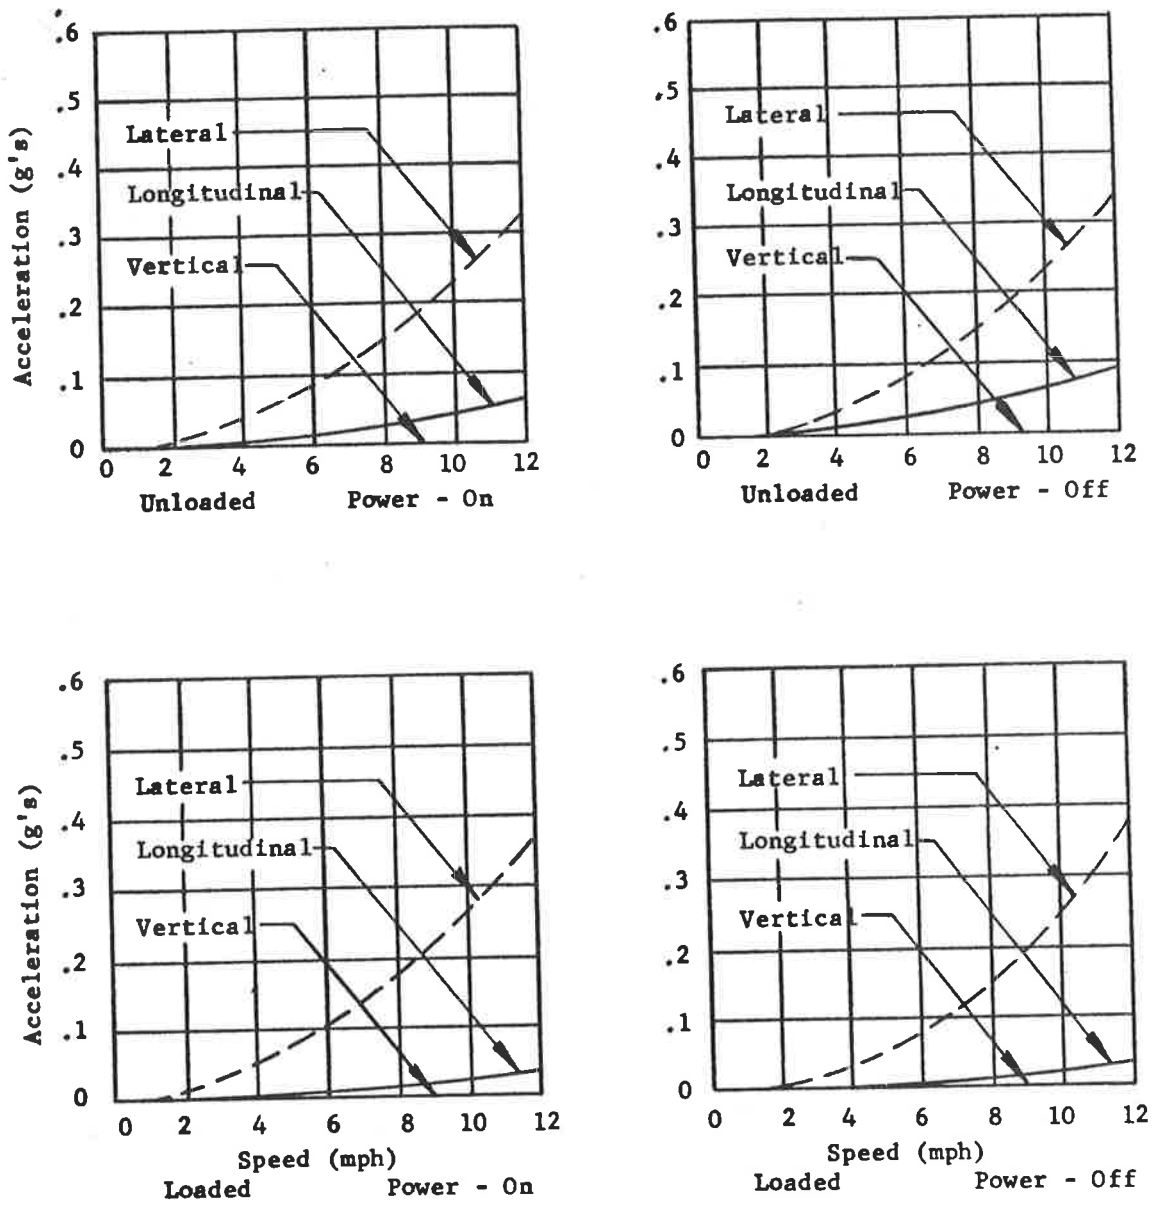 .6
.5
.4
.3
.2
.1
0
Acceleration (g's)
Lateral
Longitudinal
Vertical
0 2 4 6 8 10 12
Unloaded Power - On
.6
.5
.4
.3
.2
.1
0
Lateral
Longitudinal
Vertical
0 2 4 6 8 10 12
Unloaded Power - Off
.6
.5
.4
.3
.2
.1
0
Acceleration (g's)
Lateral
Longitudinal
Vertical
0 2 4 6 8 10 12
Speed (mph)
Loaded Power - On
.6
.5
.4
.3
.2
.1
0
Lateral
Longitudinal
Vertical
0 2 4 6 8 10 12
Speed (mph)
Loaded Power - Off